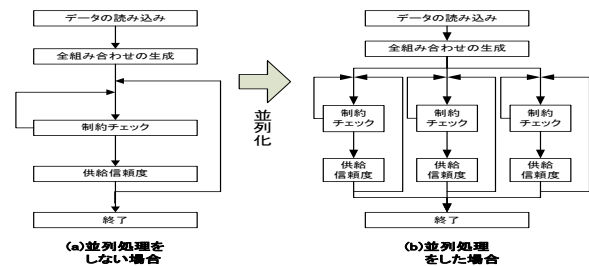 データの読み込み
全組み合わせの生成
制約チェック
供給信頼度
終了
(a)並列処理を
しない場合
並列化
データの読み込み
全組み合わせの生成
制約
チェック
制約
チェック
制約
チェック
供給
信頼度
供給
信頼度
供給
信頼度
終了
(b)並列処理
をした場合